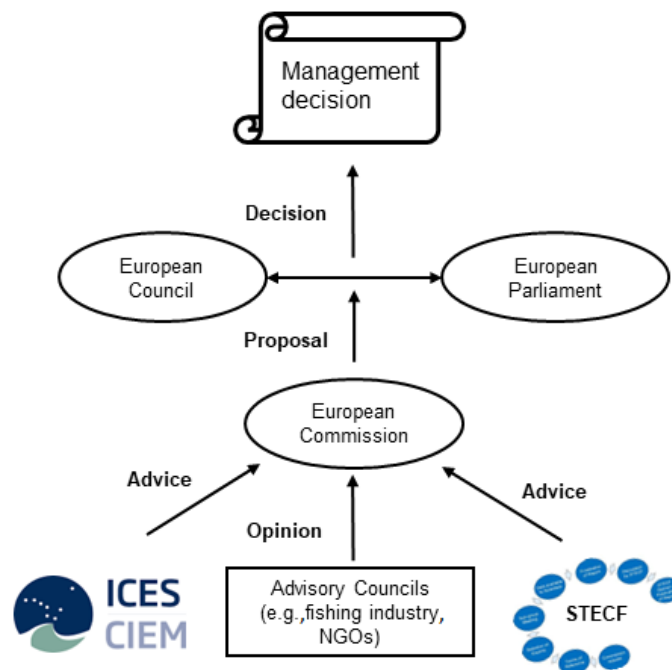 Management
decision
Decision
European
Council
European
Parliament
Proposal
European
Commission
Advice
Advice
Opinion
ICES
CIEM
Advisory Councils
(e.g.,fishing industry,
NGOs)
STECF